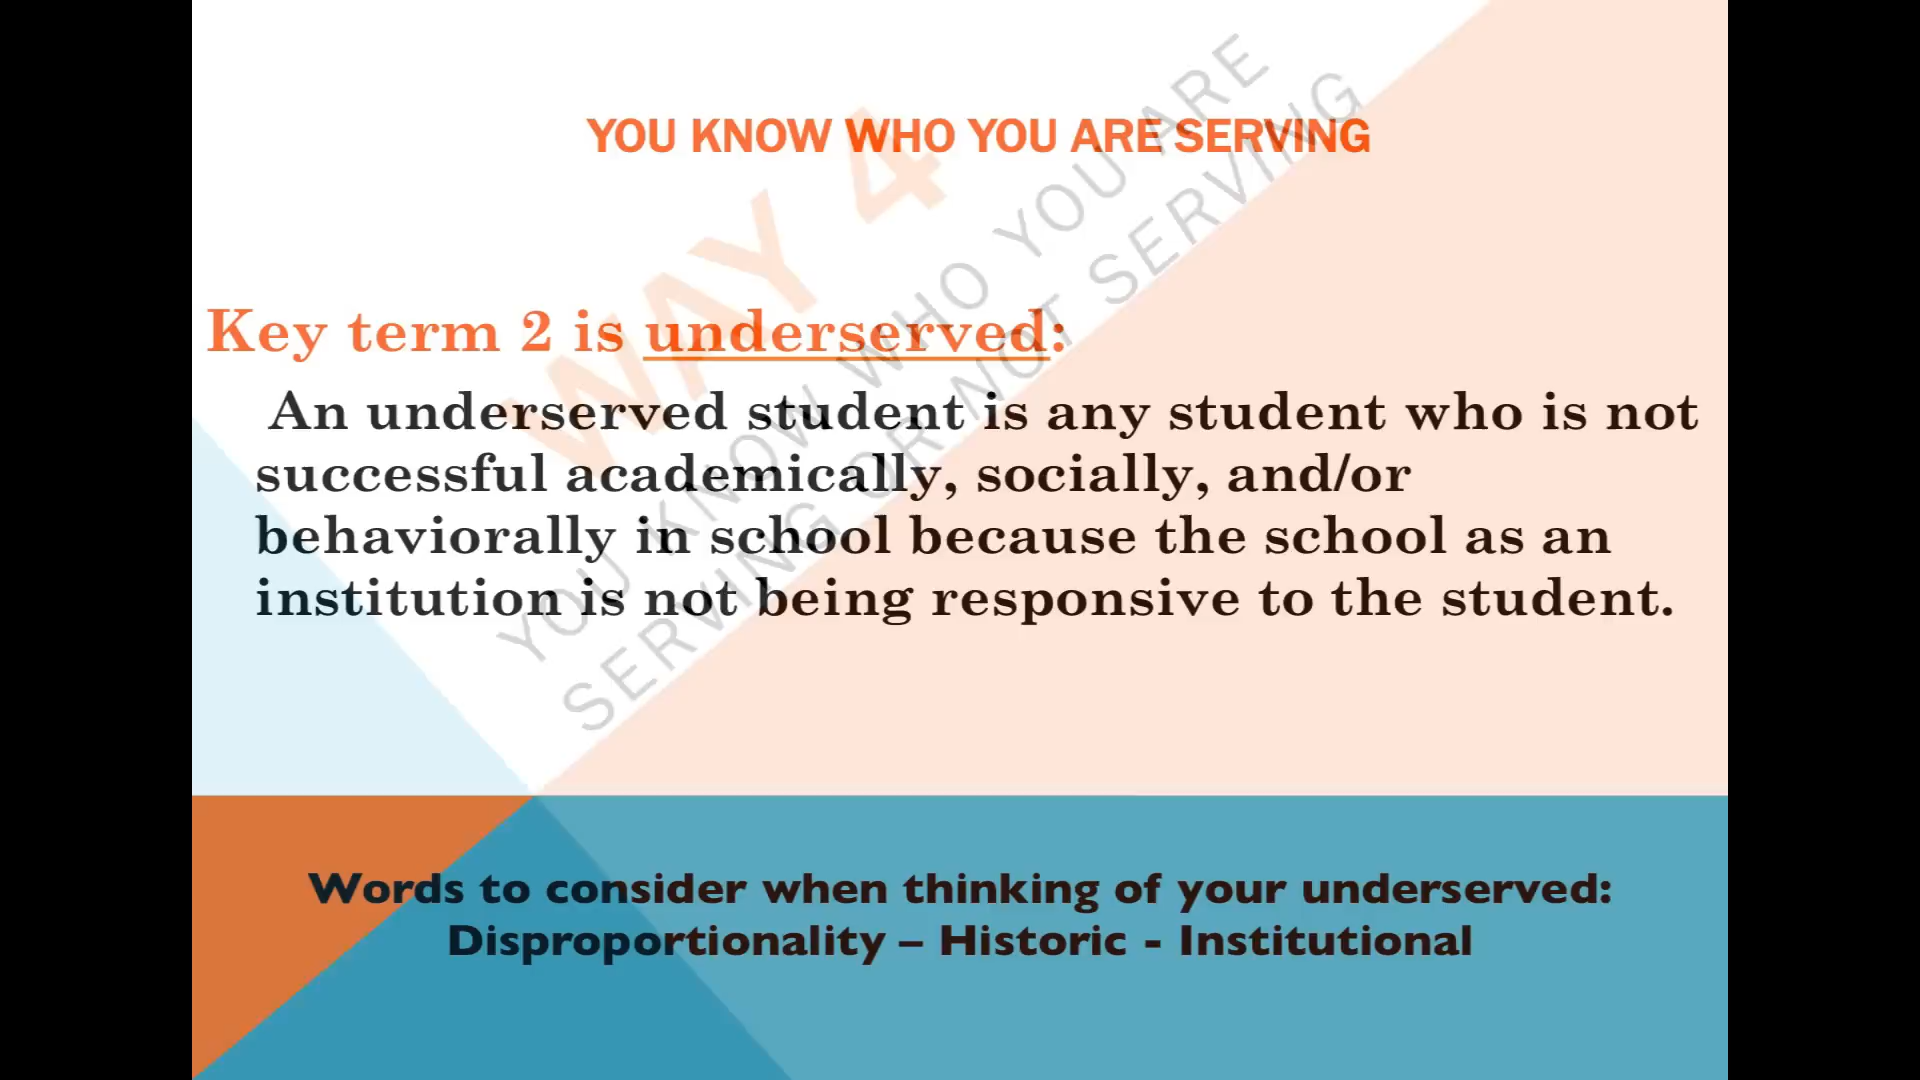 YOU KNOW WHO YOU ARE SERVING
WAY 4
YOU KNOW WHO YOU ARE
SERVING OR NOT SERVING
Key term 2 is underserved:
An underserved student is any student who is not
successful academically, socially, and/or
behaviorally in school because the school as an
institution is not being responsive to the student.
Words to consider when thinking of your underserved:
Disproportionality – Historic - Institutional